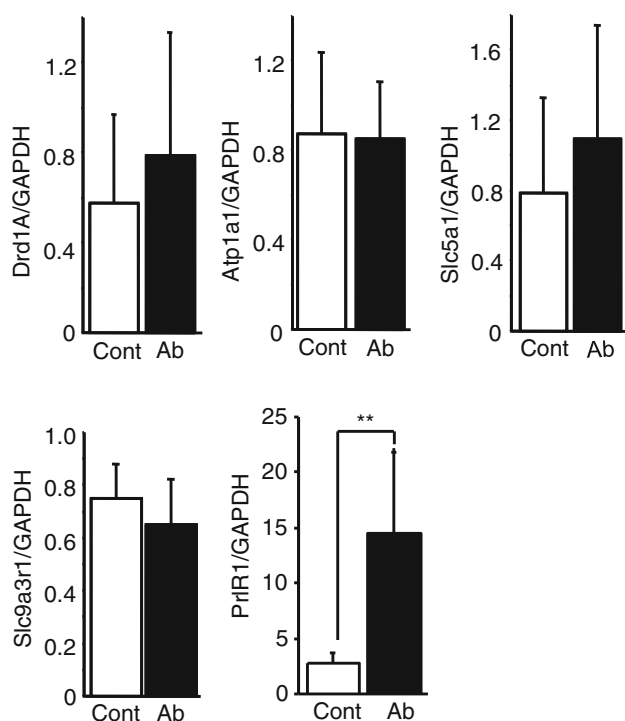 Drd1A/GAPDH
1.2
0.8
0.4
0
Cont Ab
Atp1a1/GAPDH
1.2
0.8
0.4
0
Cont Ab
Slc5a1/GAPDH
1.6
1.2
0.8
0.4
0
Cont Ab
Slc9a3r1/GAPDH
1.0
0.8
0.6
0.4
0.2
0
Cont Ab
PrlR1/GAPDH
25
20
15
10
5
0
**
Cont Ab